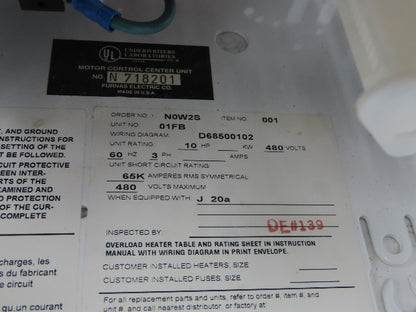 UNDERWRITERS
LABORATORIES
UL
MOTOR CONTROL CENTER UNIT
NO. N 718201
FURNAS ELECTRIC CO.
MADE IN U.S.A.
ORDER NO. N0W2S ITEM NO. 001
UNIT NO. 01FB
WIRING DIAGRAM D68500102
UNIT RATING 10 HP KW 480 VOLTS
60 HZ 3 PH AMPS
UNIT SHORT CIRCUIT RATING
65K AMPERES RMS SYMMETRICAL
480 VOLTS MAXIMUM
WHEN EQUIPPED WITH J 20a
INSPECTED BY: DE#139
OVERLOAD HEATER TABLE AND RATING SHEET IN INSTRUCTION
MANUAL WITH WIRING DIAGRAM IN PRINT ENVELOPE.
CUSTOMER INSTALLED HEATERS, SIZE
CUSTOMER INSTALLED FUSES, SIZE
For all replacement parts and units, refer to order #, item #, and
unit # and call nearest distributor, or factory at:
, AND GROUND
INSTRUCTIONS FOR
OF THE SET
T BE FOLLOWED.
CUIT PROTECTIVE
BEEN INTER-
RTS OF THE
EXAMINED AND
D PROTECTION
OF THE CUR-
COMPLETE
charges, les
du fabricant
ce circuit
qu,un courant